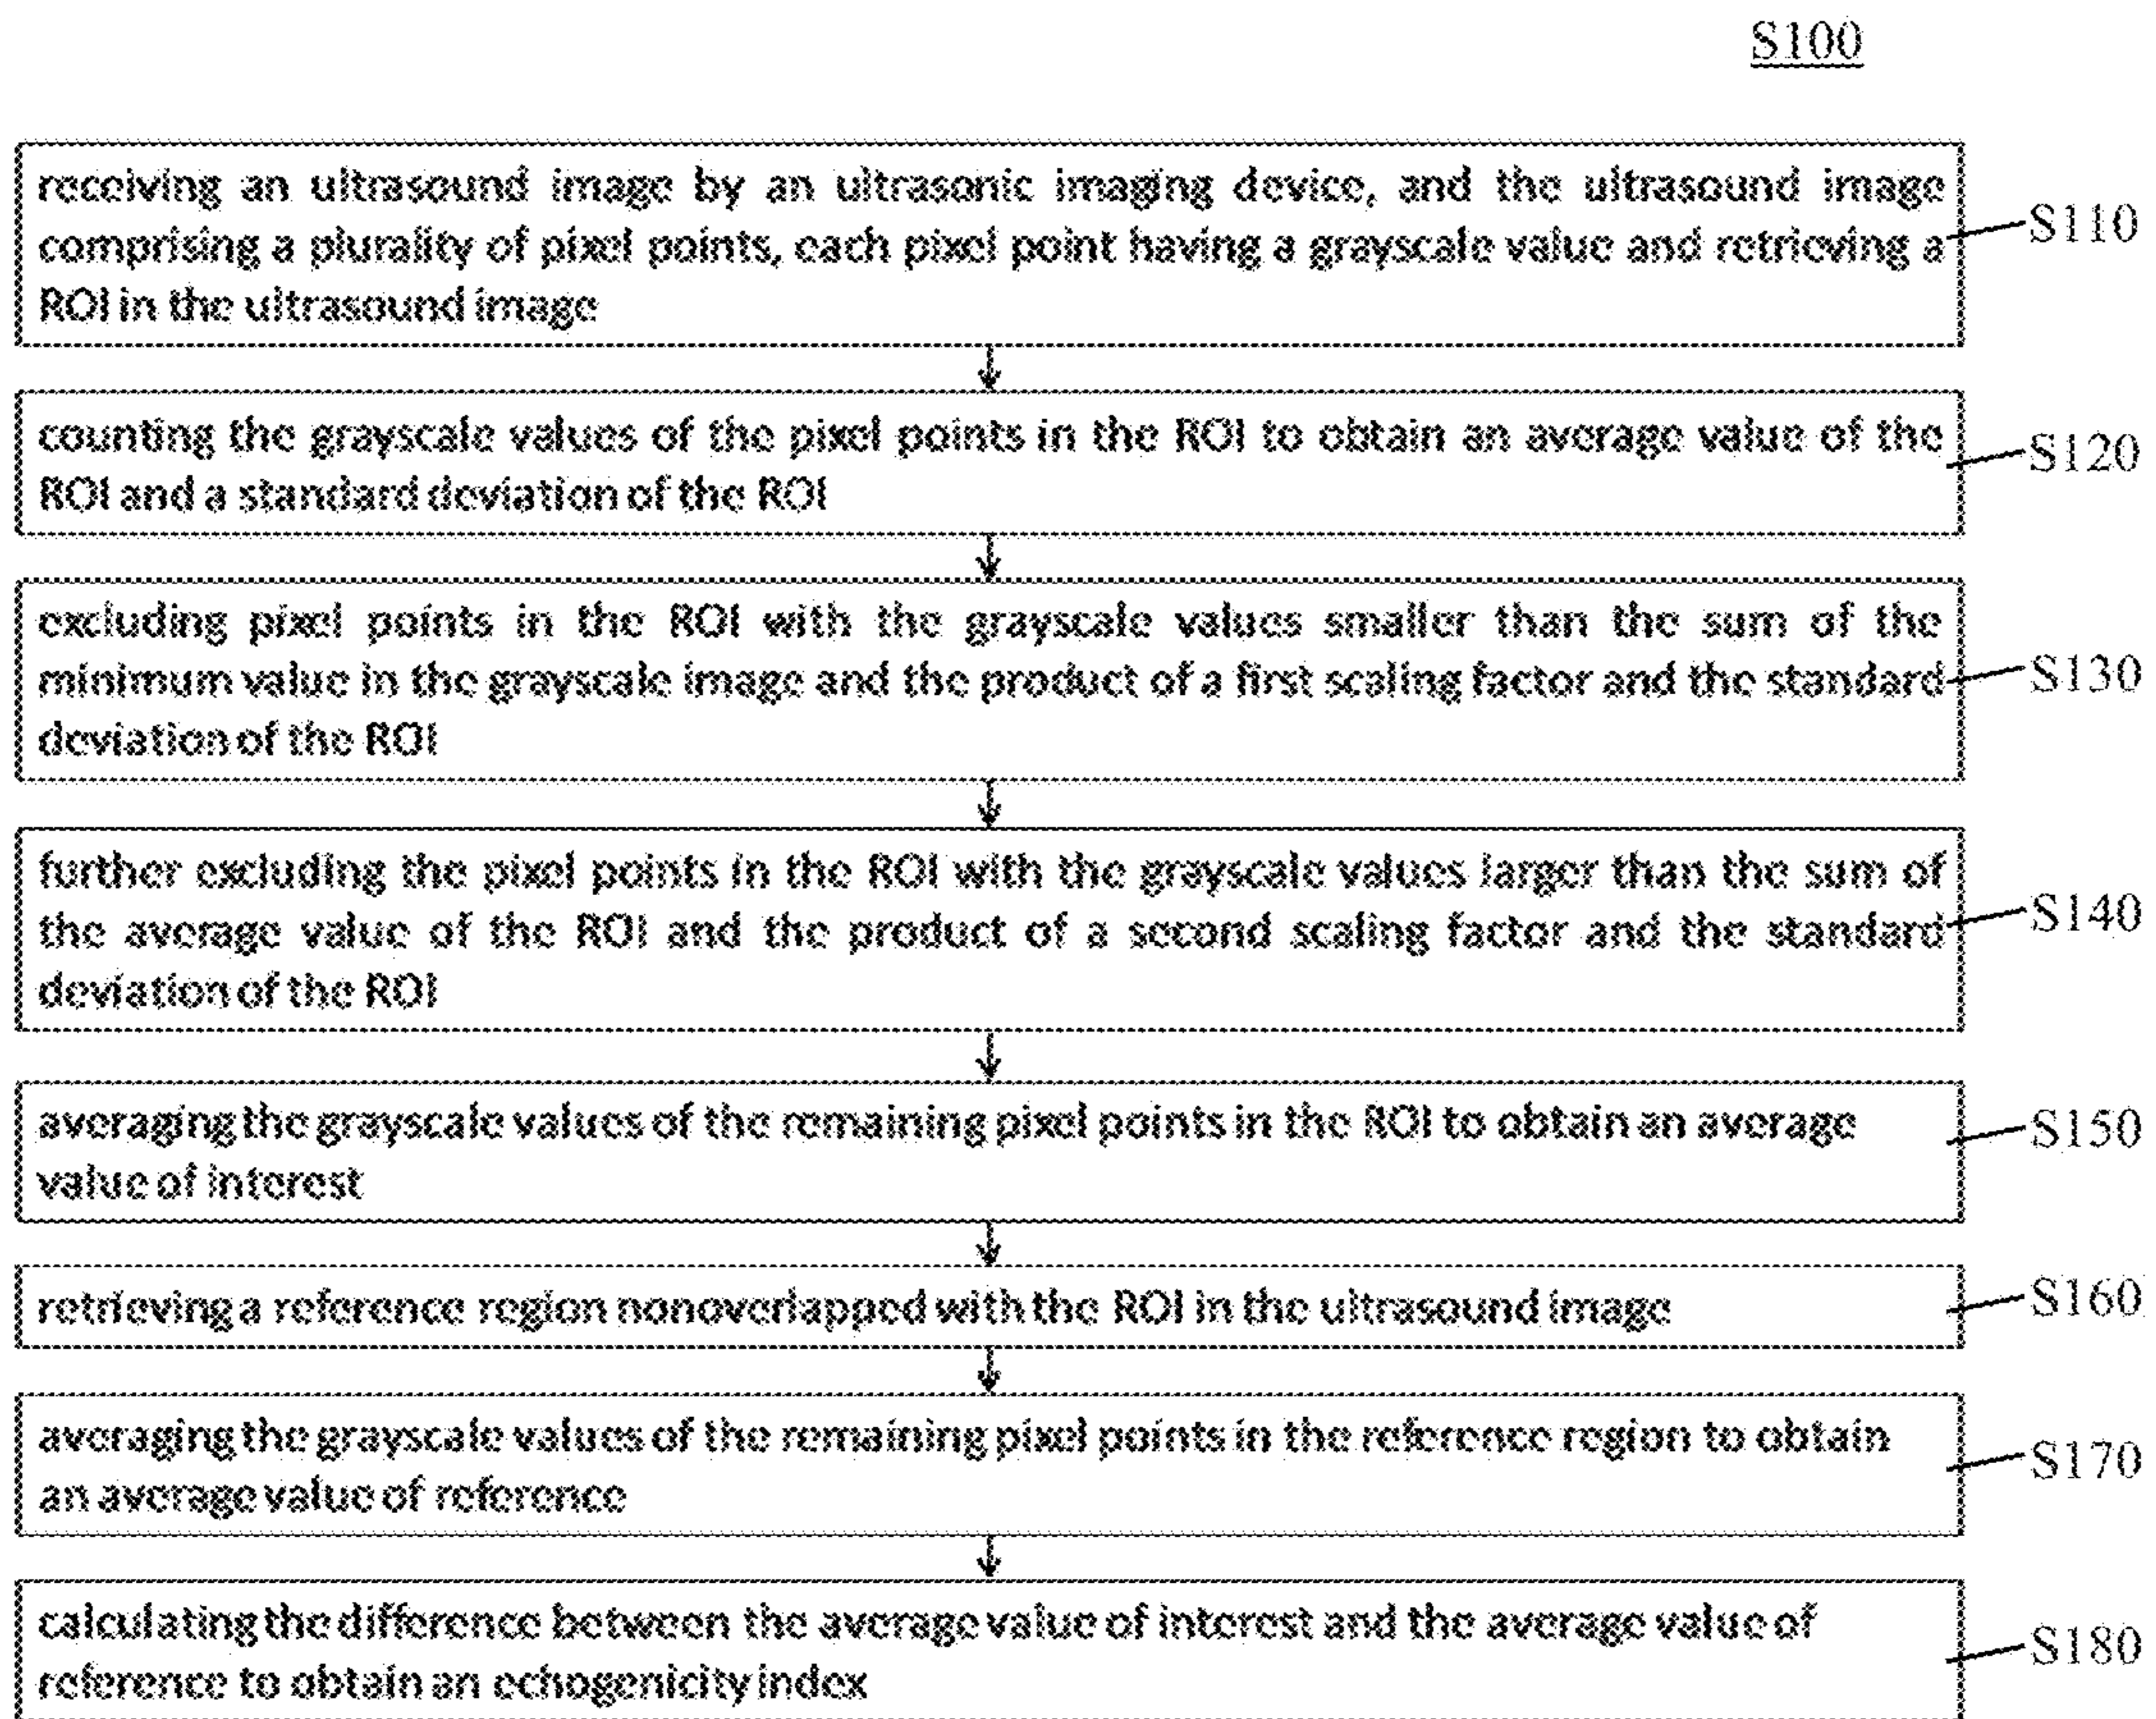 S100
receiving an ultrasound image by an ultrasonic imaging device, and the ultrasound image
comprising a plurality of pixel points, each pixel point having a grayscale value and retrieving a
ROI in the ultrasound image
S110
counting the grayscale values of the pixel points in the ROI to obtain an average value of the
ROI and a standard deviation of the ROI
S120
excluding pixel points in the ROI with the grayscale values smaller than the sum of the
minimum value in the grayscale image and the product of a first scaling factor and the standard
deviation of the ROI
S130
further excluding the pixel points in the ROI with the grayscale values larger than the sum of
the average value of the ROI and the product of a second scaling factor and the standard
deviation of the ROI
S140
averaging the grayscale values of the remaining pixel points in the ROI to obtain an average
value of interest
S150
retrieving a reference region nonoverlapped with the ROI in the ultrasound image
S160
averaging the grayscale values of the remaining pixel points in the reference region to obtain
an average value of reference
S170
calculating the difference between the average value of interest and the average value of
reference to obtain an echogenicity index
S180